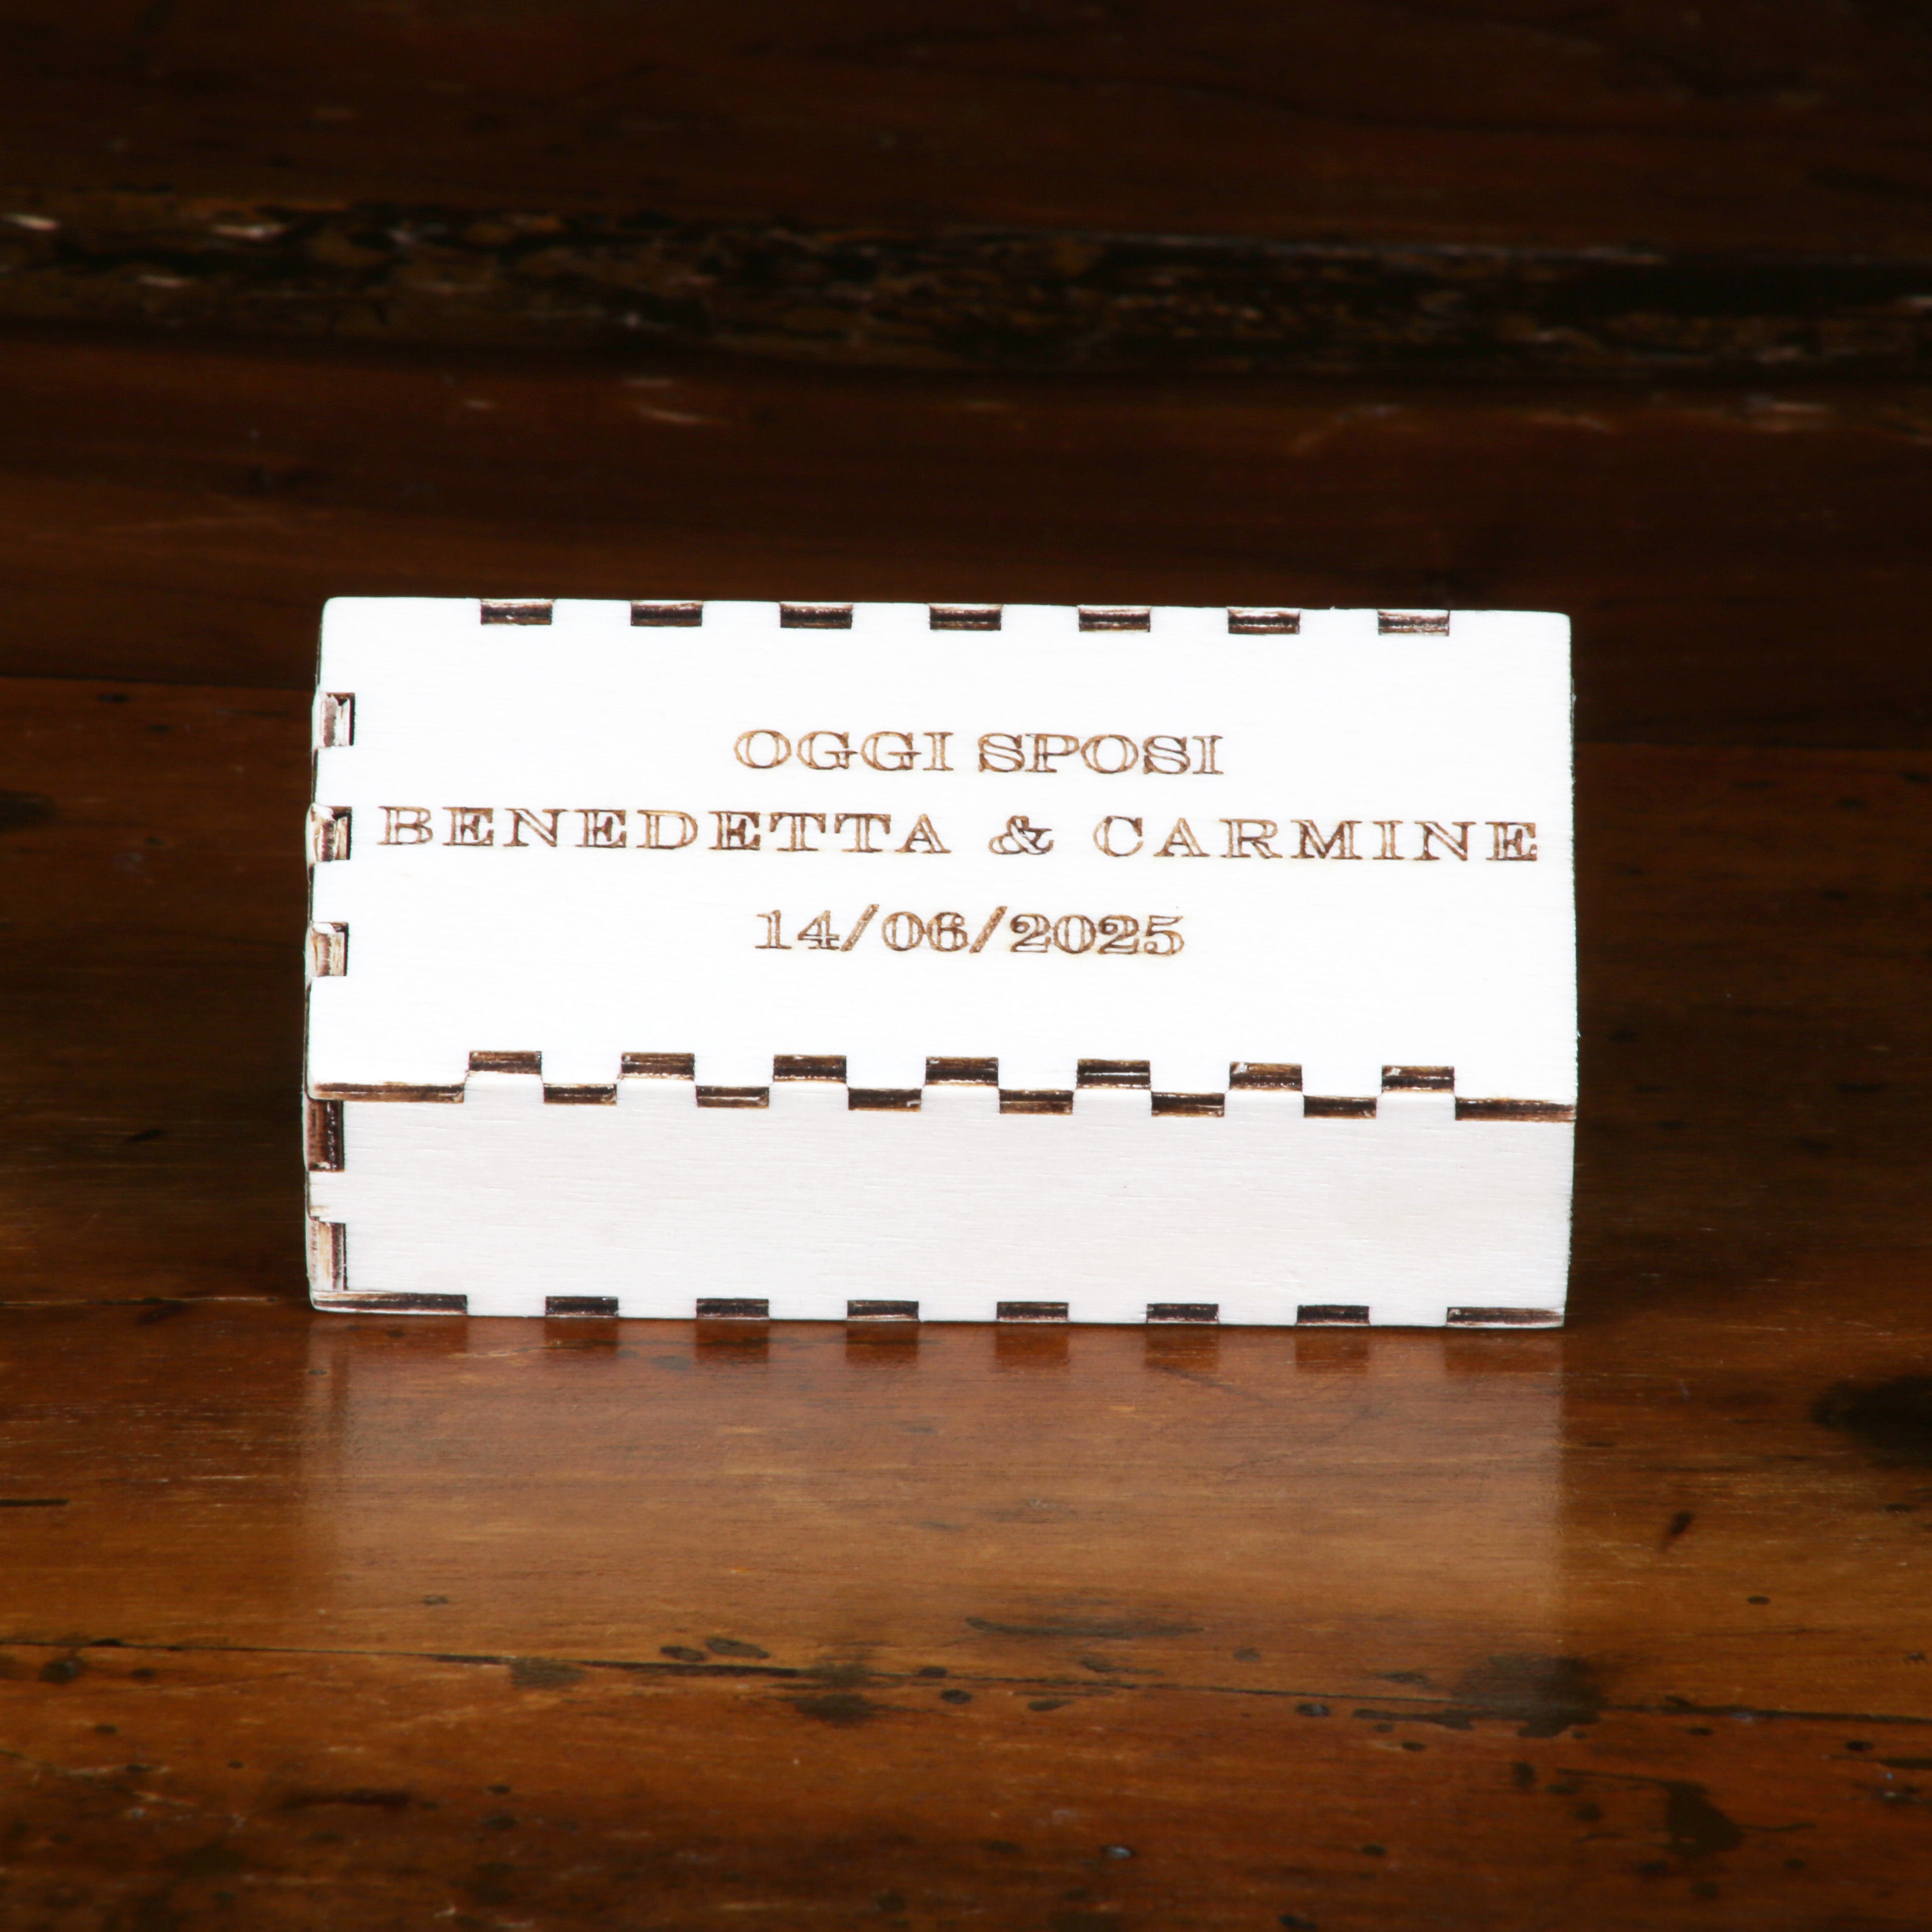 OGGI SPOSI
BENEDETTA & CARMINE
14/06/2025